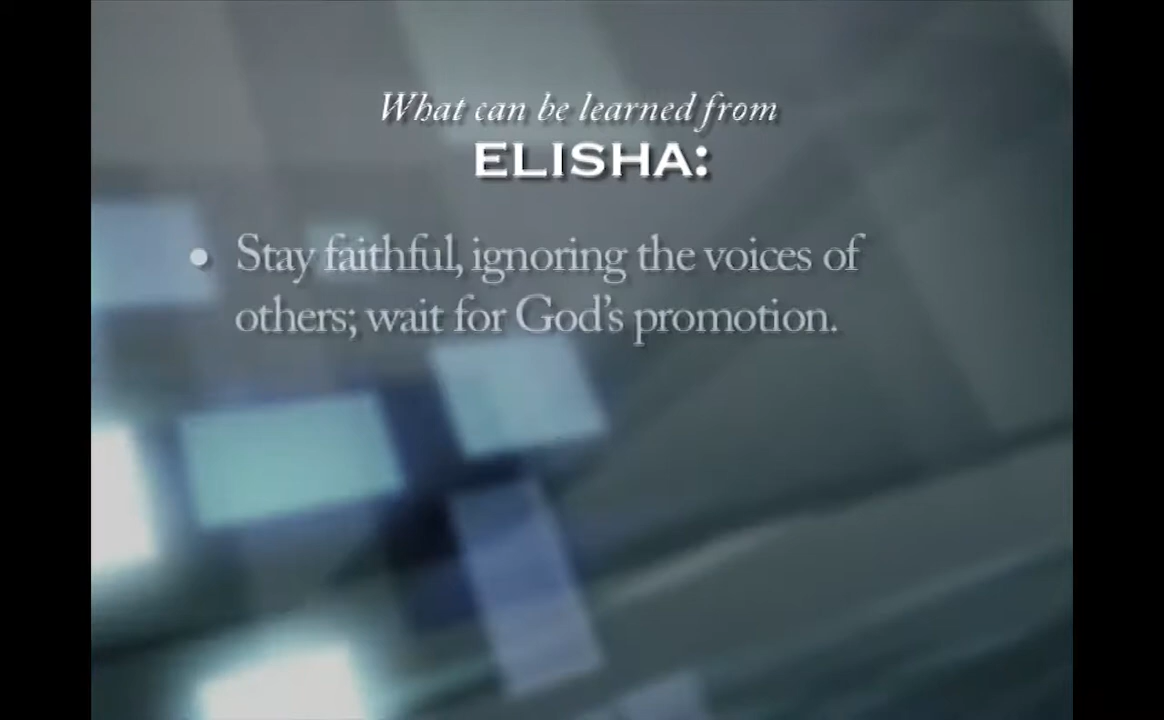 What can be learned from
ELISHA:
• Stay faithful, ignoring the voices of
others; wait for God's promotion.